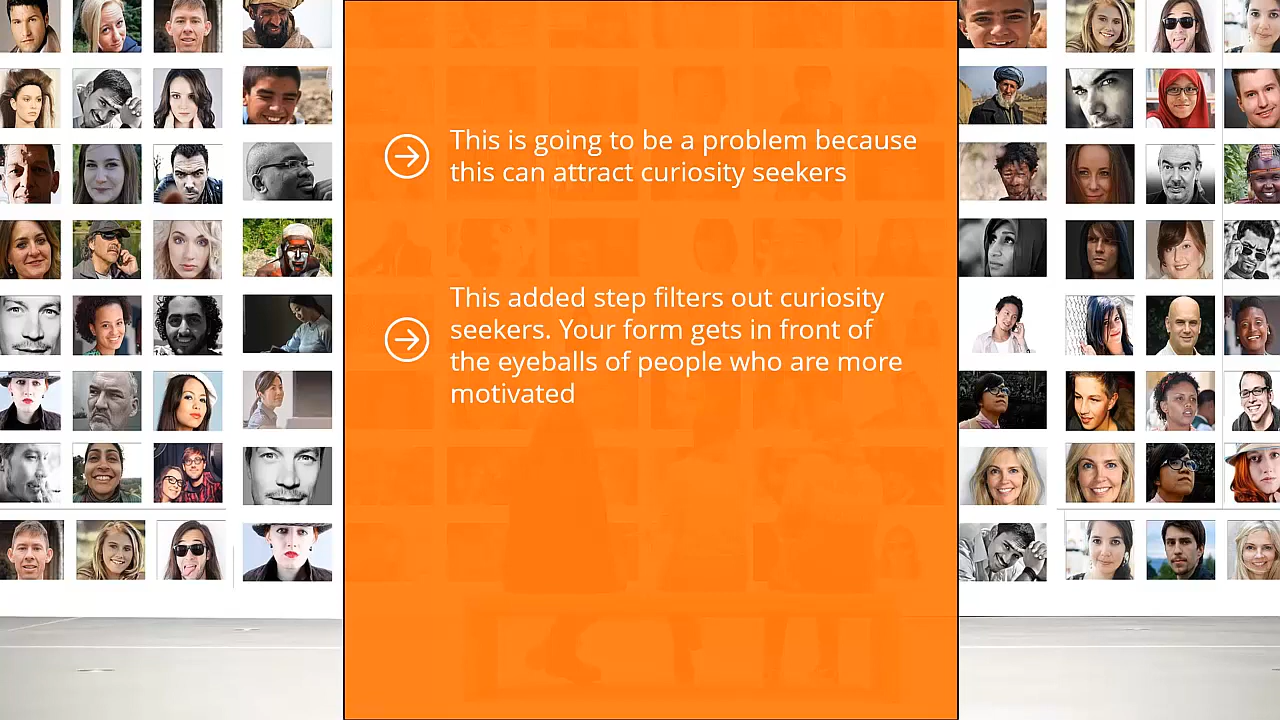 This is going to be a problem because
this can attract curiosity seekers
This added step filters out curiosity
seekers. Your form gets in front of
the eyeballs of people who are more
motivated